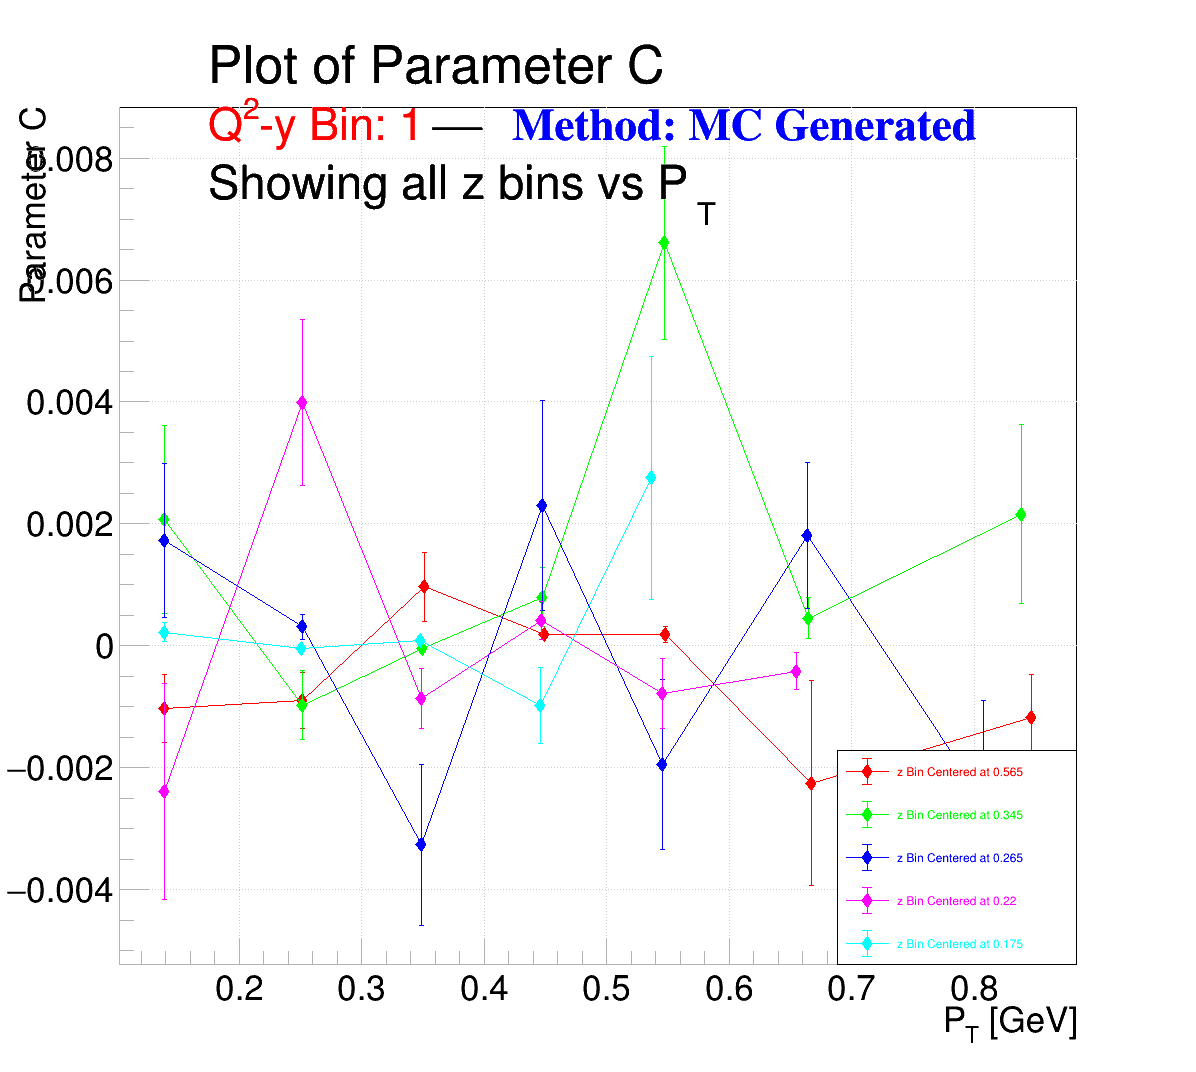 Plot of Parameter C
Q²-y Bin: 1 — Method: MC Generated
Showing all z bins vs P_T
Parameter C
0.008
0.006
0.004
0.002
0
−0.002
−0.004
z Bin Centered at 0.565
z Bin Centered at 0.345
z Bin Centered at 0.265
z Bin Centered at 0.22
z Bin Centered at 0.175
0.2 0.3 0.4 0.5 0.6 0.7 0.8
P_T [GeV]